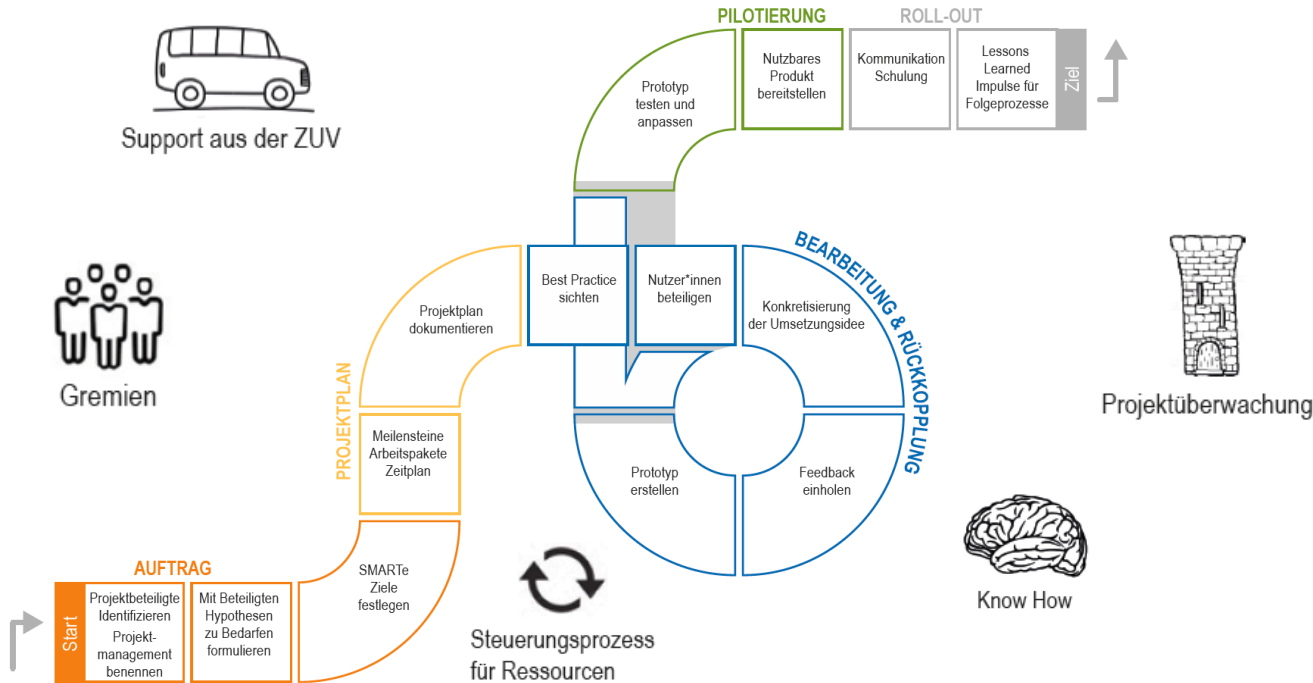 PILOTIERUNG
ROLL-OUT
Prototyp
testen und
anpassen
Nutzbares
Produkt
bereitstellen
Kommunikation
Schulung
Lessons
Learned
Impulse für
Folgeprozesse
Ziel
Support aus der ZUV
Gremien
PROJEKTPLAN
Projektplan
dokumentieren
Best Practice
sichten
Nutzer*innen
beteiligen
Konkretisierung
der Umsetzungsidee
BEARBEITUNG & RÜCKKOPPLUNG
Projektüberwachung
Meilensteine
Arbeitspakete
Zeitplan
Prototyp
erstellen
Feedback
einholen
Know How
AUFTRAG
Start
Projektbeteiligte
Identifizieren
Projekt-
management
benennen
Mit Beteiligten
Hypothesen
zu Bedarfen
formulieren
SMARTe
Ziele
festlegen
Steuerungsprozess
für Ressourcen